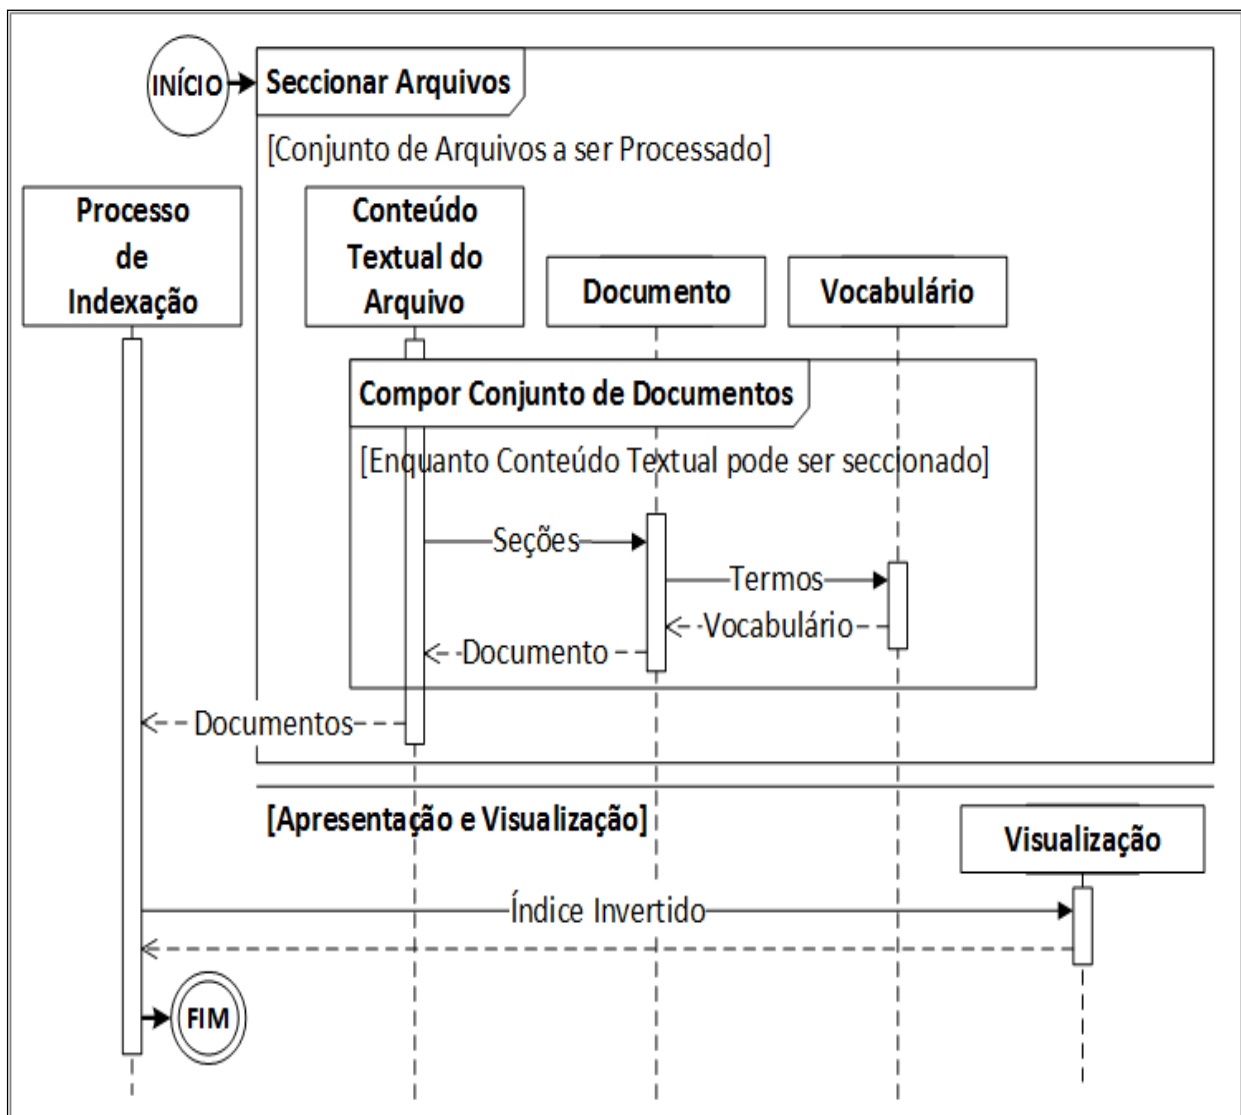 INÍCIO
Seccionar Arquivos
[Conjunto de Arquivos a ser Processado]
Processo
de
Indexação
Conteúdo
Textual do
Arquivo
Documento
Vocabulário
Compor Conjunto de Documentos
[Enquanto Conteúdo Textual pode ser seccionado]
Seções
Termos
Vocabulário
Documento
Documentos
[Apresentação e Visualização]
Visualização
Índice Invertido
FIM